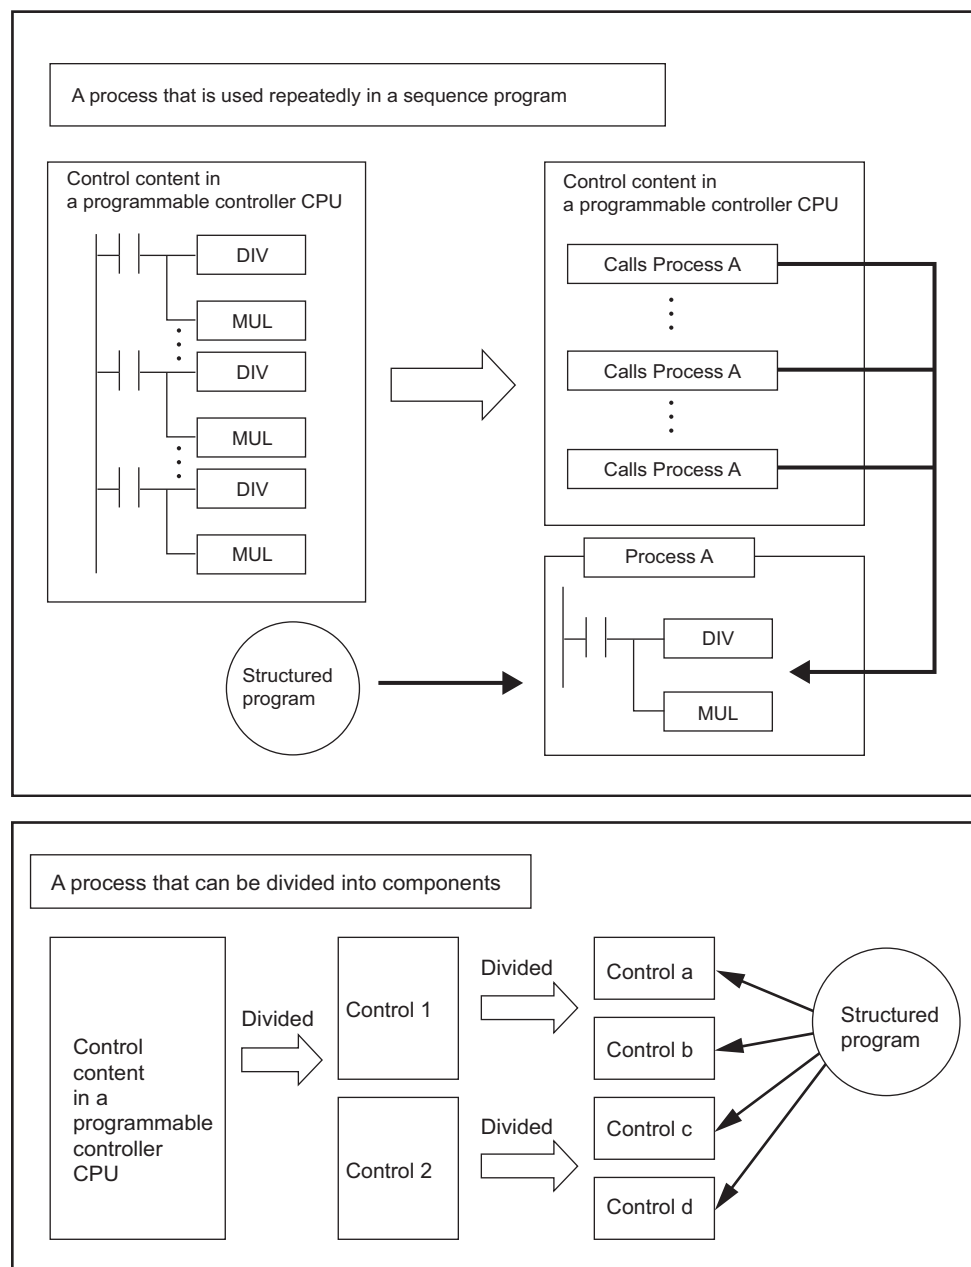 A process that is used repeatedly in a sequence program
Control content in
a programmable controller CPU
DIV
MUL
DIV
MUL
DIV
MUL
Control content in
a programmable controller CPU
Calls Process A
Calls Process A
Calls Process A
Process A
DIV
MUL
Structured
program
A process that can be divided into components
Control
content
in a
programmable
controller
CPU
Divided
Control 1
Control 2
Divided
Divided
Control a
Control b
Control c
Control d
Structured
program